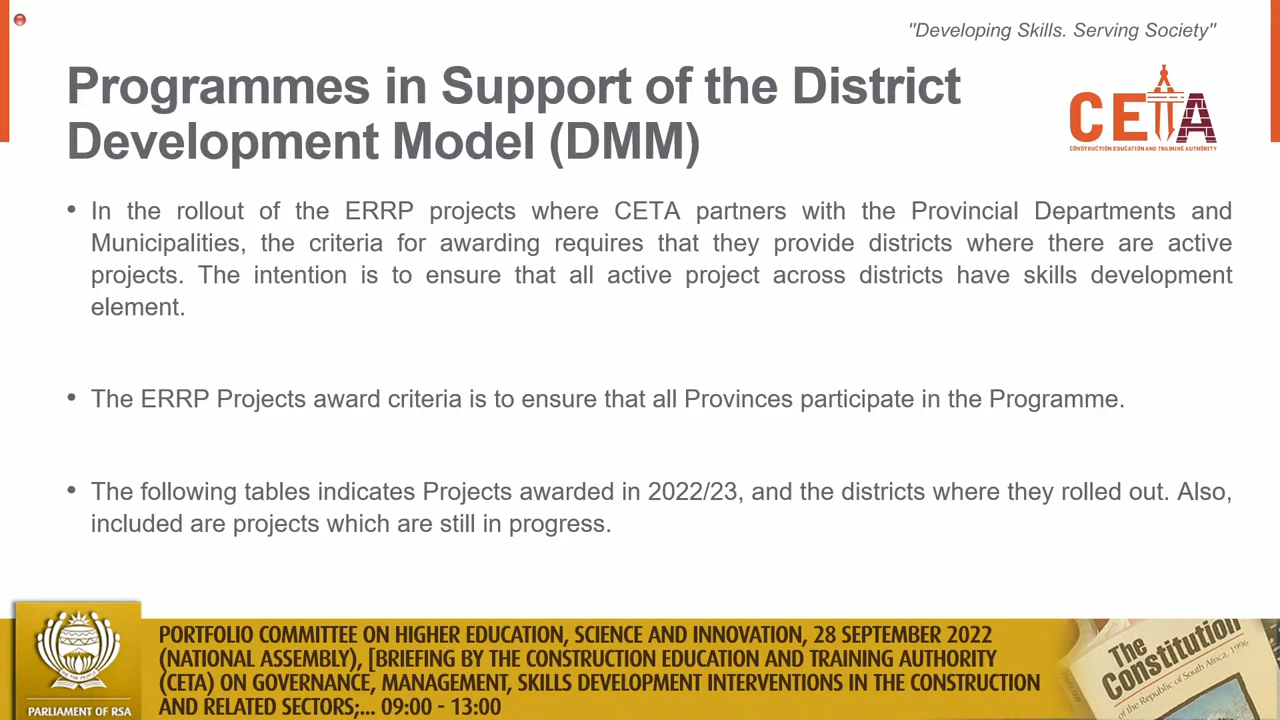 "Developing Skills. Serving Society"
Programmes in Support of the District
Development Model (DMM)
CETA
CONSTRUCTION EDUCATION AND TRAINING AUTHORITY
• In the rollout of the ERRP projects where CETA partners with the Provincial Departments and
Municipalities, the criteria for awarding requires that they provide districts where there are active
projects. The intention is to ensure that all active project across districts have skills development
element.
• The ERRP Projects award criteria is to ensure that all Provinces participate in the Programme.
• The following tables indicates Projects awarded in 2022/23, and the districts where they rolled out. Also,
included are projects which are still in progress.
PORTFOLIO COMMITTEE ON HIGHER EDUCATION, SCIENCE AND INNOVATION, 28 SEPTEMBER 2022
(NATIONAL ASSEMBLY), [BRIEFING BY THE CONSTRUCTION EDUCATION AND TRAINING AUTHORITY
(CETA) ON GOVERNANCE, MANAGEMENT, SKILLS DEVELOPMENT INTERVENTIONS IN THE CONSTRUCTION
AND RELATED SECTORS;... 09:00 - 13:00
PARLIAMENT OF RSA
The
Constitution
of the Republic of South Africa, 1996